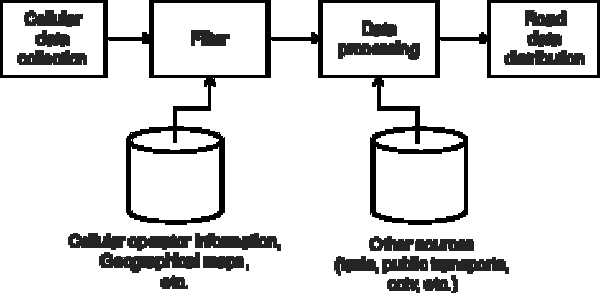 Cellular
data
collection
Filter
Data
processing
Road
data
distribution
Cellular operator information,
Geographical maps,
etc.
Other sources
(taxis, public transports,
cctv, etc.)